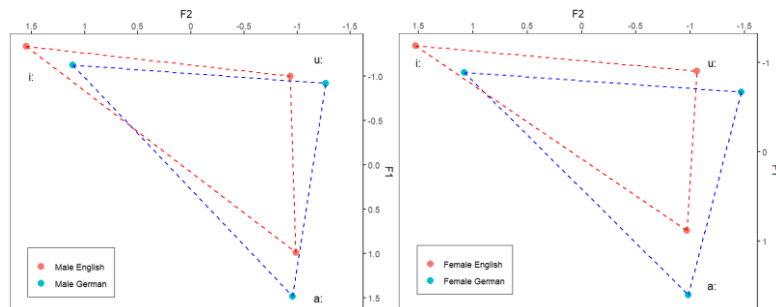 F2
1.5 1 0.5 0 -0.5 -1 -1.5
i:
u:
a:
-1.0
-0.5
0.0
0.5
1.0
1.5
F1
Male English
Male German
F2
1.5 1 0.5 0 -0.5 -1 -1.5
i:
u:
a:
-1
0
1
Female English
Female German